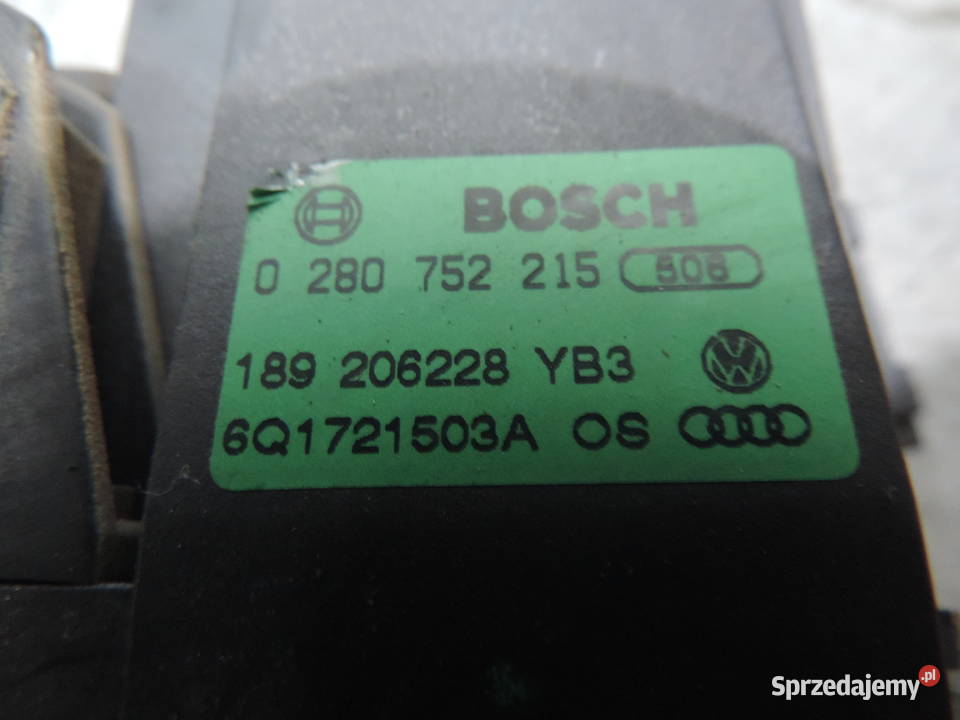 BOSCH
0 280 752 215 508
189 206228 YB3
6Q1721503A OS
Sprzedajemy.pl